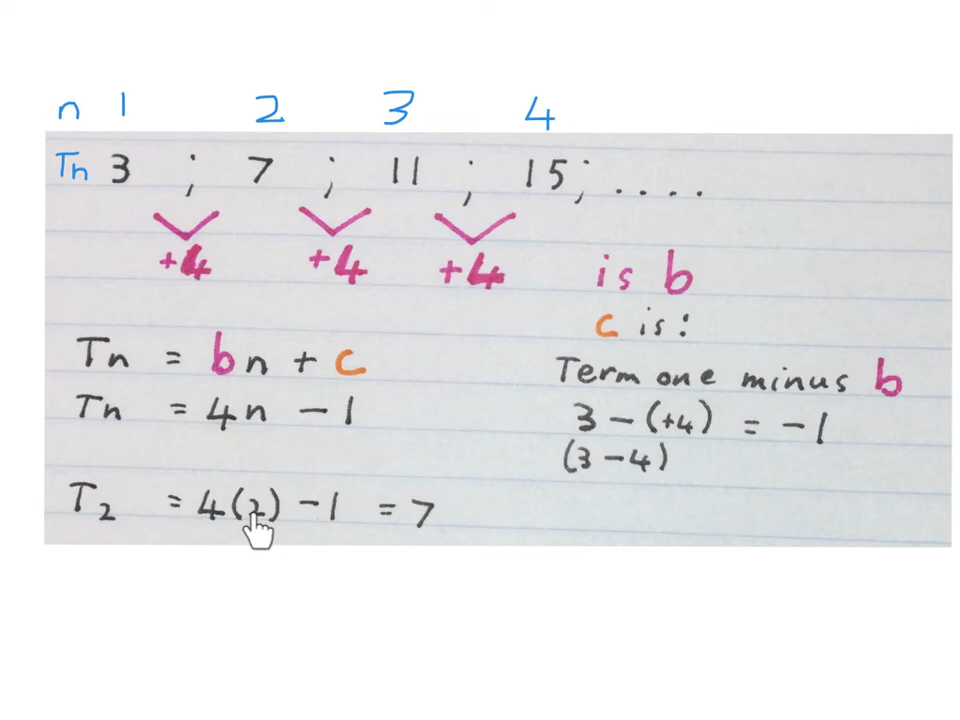 n 1 2 3 4
Tn 3 ; 7 ; 11 ; 15; ....
+4 +4 +4 is b
c is:
Tn = bn + c
Term one minus b
Tn = 4n - 1
3 - (+4) = -1
(3 - 4)
T2 = 4(2) - 1 = 7